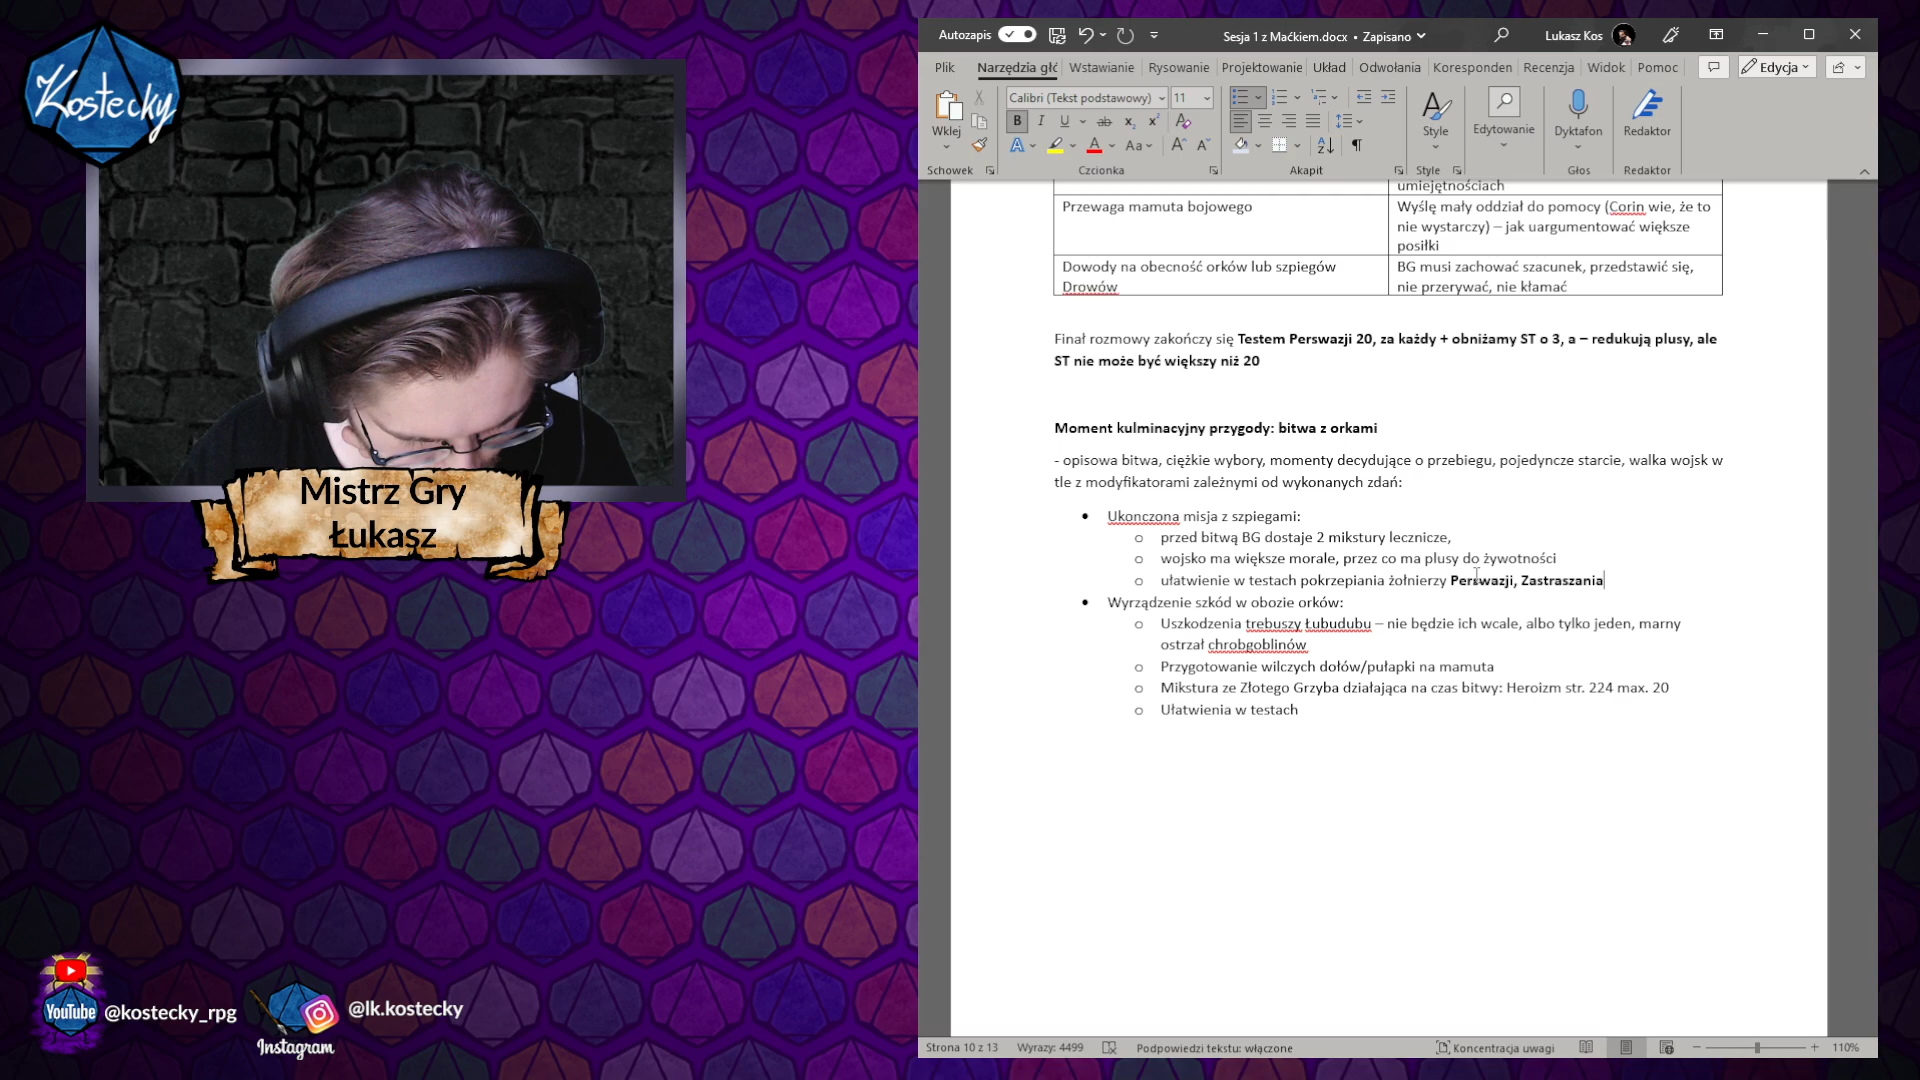 Kostecky
Mistrz Gry
Łukasz
YouTube @kostecky_rpg
Instagram @lk.kostecky
Autozapis
Sesja 1 z Maćkiem.docx • Zapisano
Lukasz Kos
Plik Narzędzia głć Wstawianie Rysowanie Projektowanie Układ Odwołania Koresponden Recenzja Widok Pomoc Edycja
Wklej
Calibri (Tekst podstawowy) 11
B I U ab x₂ x² A
A A Aa A A
Style Edytowanie Dyktafon Redaktor
Schowek Czcionka Akapit Style Głos Redaktor
umiejętnościach
Przewaga mamuta bojowego
Wyślę mały oddział do pomocy (Corin wie, że to
nie wystarczy) – jak uargumentować większe
posiłki
Dowody na obecność orków lub szpiegów
Drowów
BG musi zachować szacunek, przedstawić się,
nie przerywać, nie kłamać
Finał rozmowy zakończy się Testem Perswazji 20, za każdy + obniżamy ST o 3, a – redukują plusy, ale
ST nie może być większy niż 20
Moment kulminacyjny przygody: bitwa z orkami
- opisowa bitwa, ciężkie wybory, momenty decydujące o przebiegu, pojedyncze starcie, walka wojsk w
tle z modyfikatorami zależnymi od wykonanych zdań:
• Ukonczona misja z szpiegami:
o przed bitwą BG dostaje 2 mikstury lecznicze,
o wojsko ma większe morale, przez co ma plusy do żywotności
o ułatwienie w testach pokrzepiania żołnierzy Perswazji, Zastraszania
• Wyrządzenie szkód w obozie orków:
o Uszkodzenia trebuszy Łubudubu – nie będzie ich wcale, albo tylko jeden, marny
ostrzał chrobgoblinów
o Przygotowanie wilczych dołów/pułapki na mamuta
o Mikstura ze Złotego Grzyba działająca na czas bitwy: Heroizm str. 224 max. 20
o Ułatwienia w testach
Strona 10 z 13 Wyrazy: 4499 Podpowiedzi tekstu: włączone Koncentracja uwagi 110%